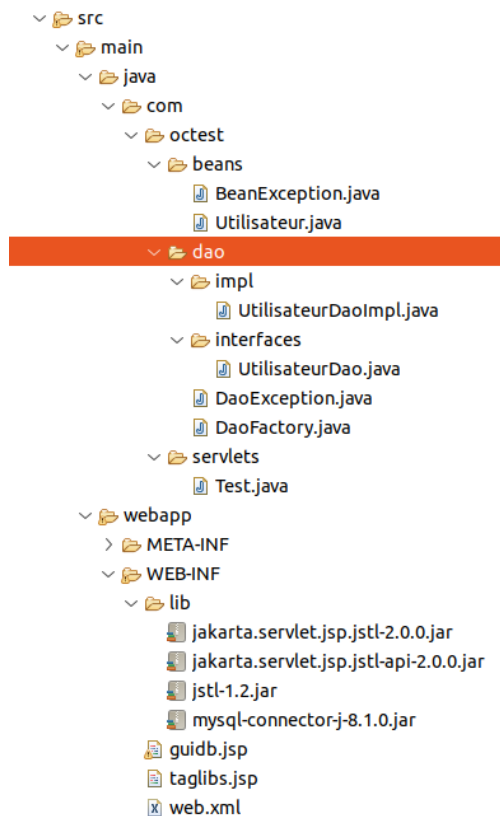 src
main
java
com
octest
beans
BeanException.java
Utilisateur.java
dao
impl
UtilisateurDaoImpl.java
interfaces
UtilisateurDao.java
DaoException.java
DaoFactory.java
servlets
Test.java
webapp
META-INF
WEB-INF
lib
jakarta.servlet.jsp.jstl-2.0.0.jar
jakarta.servlet.jsp.jstl-api-2.0.0.jar
jstl-1.2.jar
mysql-connector-j-8.1.0.jar
guidb.jsp
taglibs.jsp
web.xml